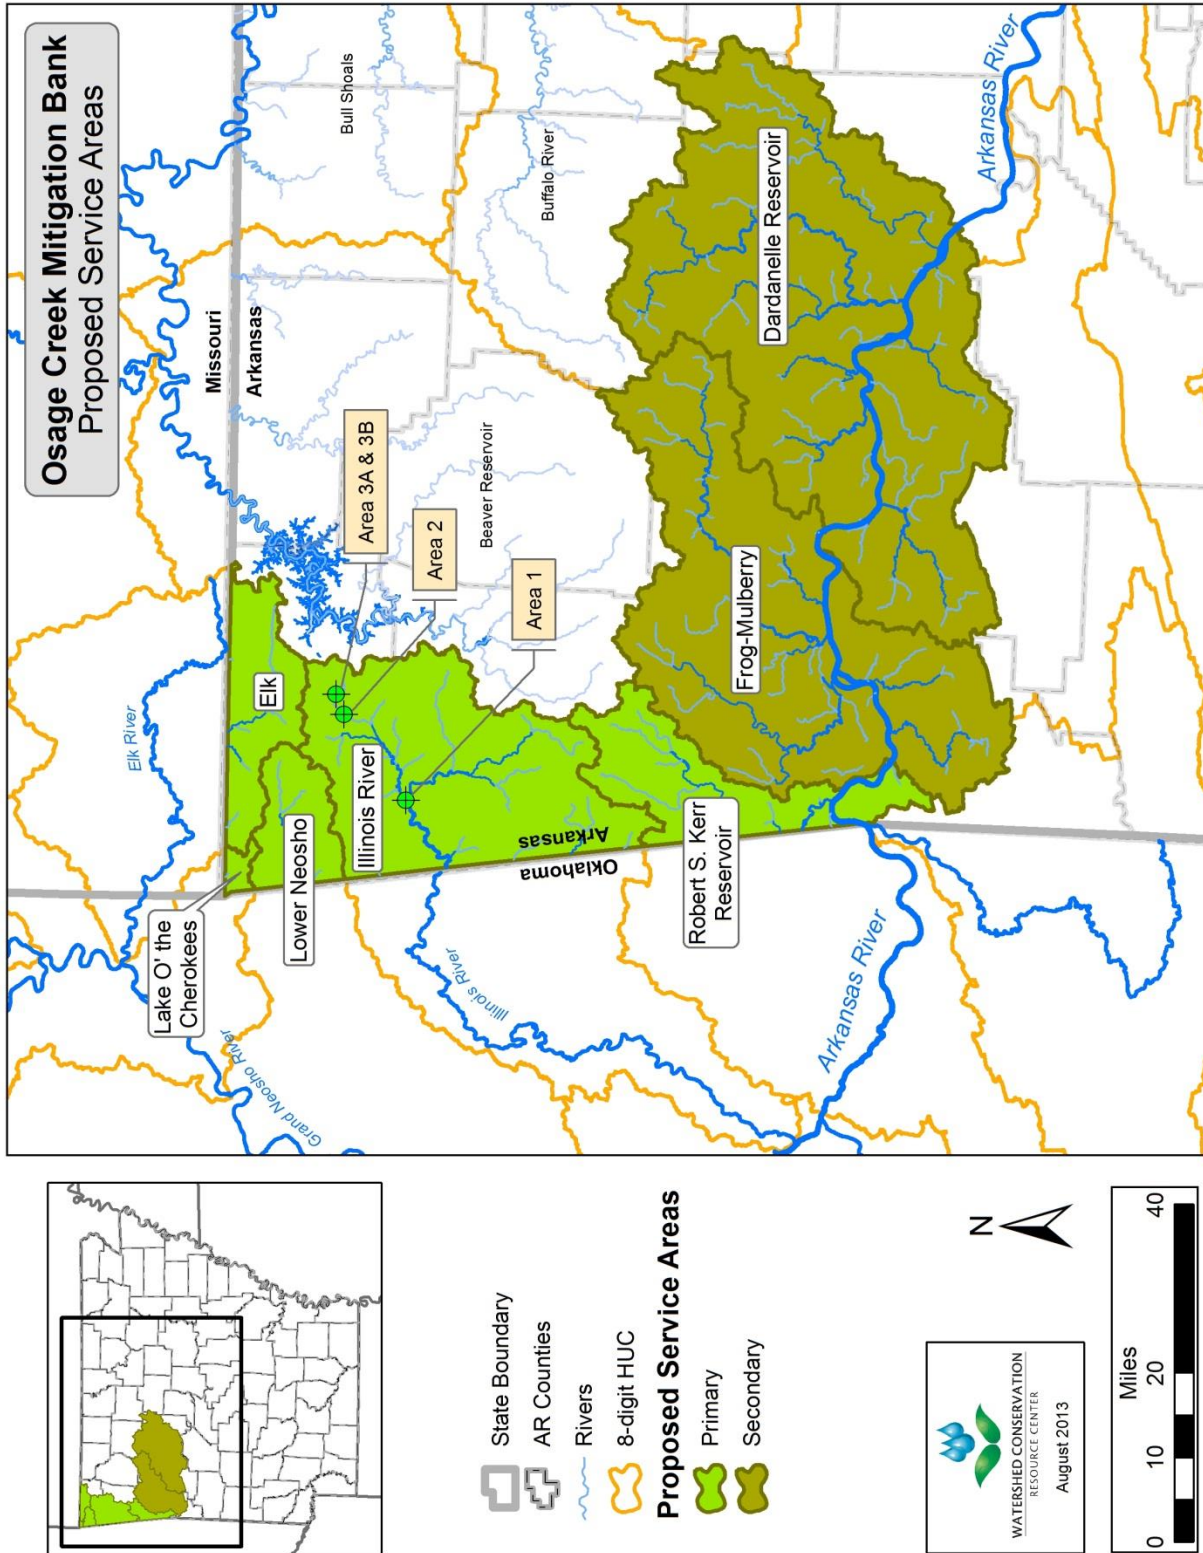 Osage Creek Mitigation Bank
Proposed Service Areas
Missouri
Arkansas
Bull Shoals
Buffalo River
Beaver Reservoir
Area 3A & 3B
Area 2
Area 1
Elk River
Elk
Lake O' the
Cherokees
Lower Neosho
Illinois River
Grand Neosho River
Illinois River
Oklahoma
Arkansas
Robert S. Kerr
Reservoir
Frog-Mulberry
Dardanelle Reservoir
Arkansas River
Arkansas River
State Boundary
AR Counties
Rivers
8-digit HUC
Proposed Service Areas
Primary
Secondary
N
WATERSHED CONSERVATION
RESOURCE CENTER
August 2013
Miles
0 10 20 40